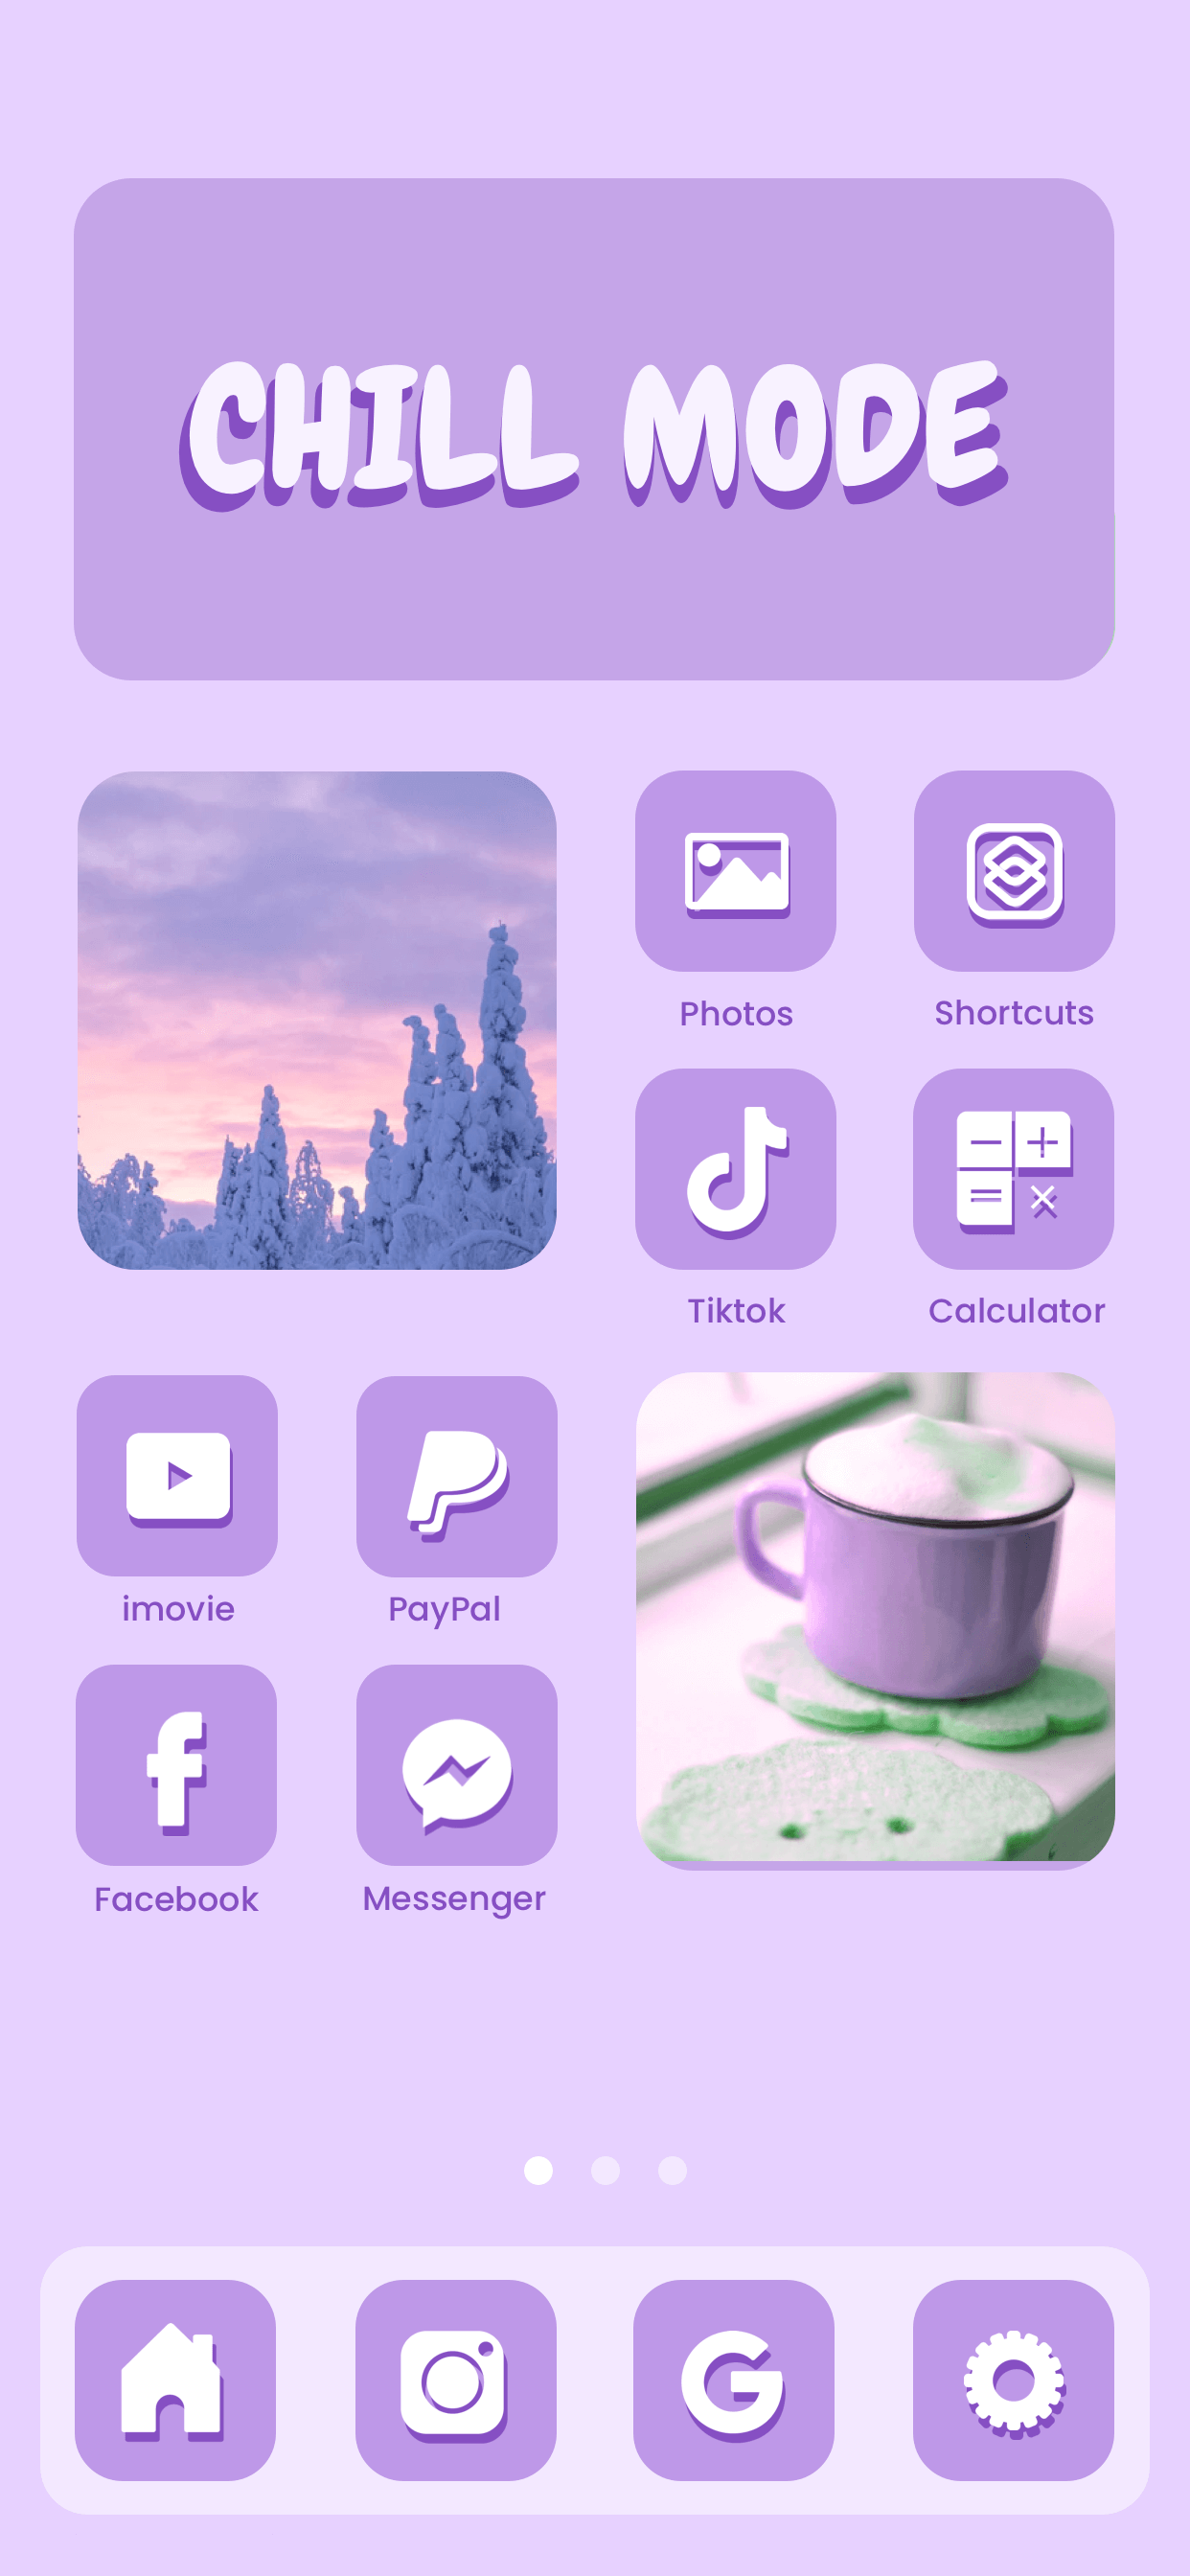 CHILL MODE
Photos
Shortcuts
Tiktok
Calculator
imovie
PayPal
Facebook
Messenger